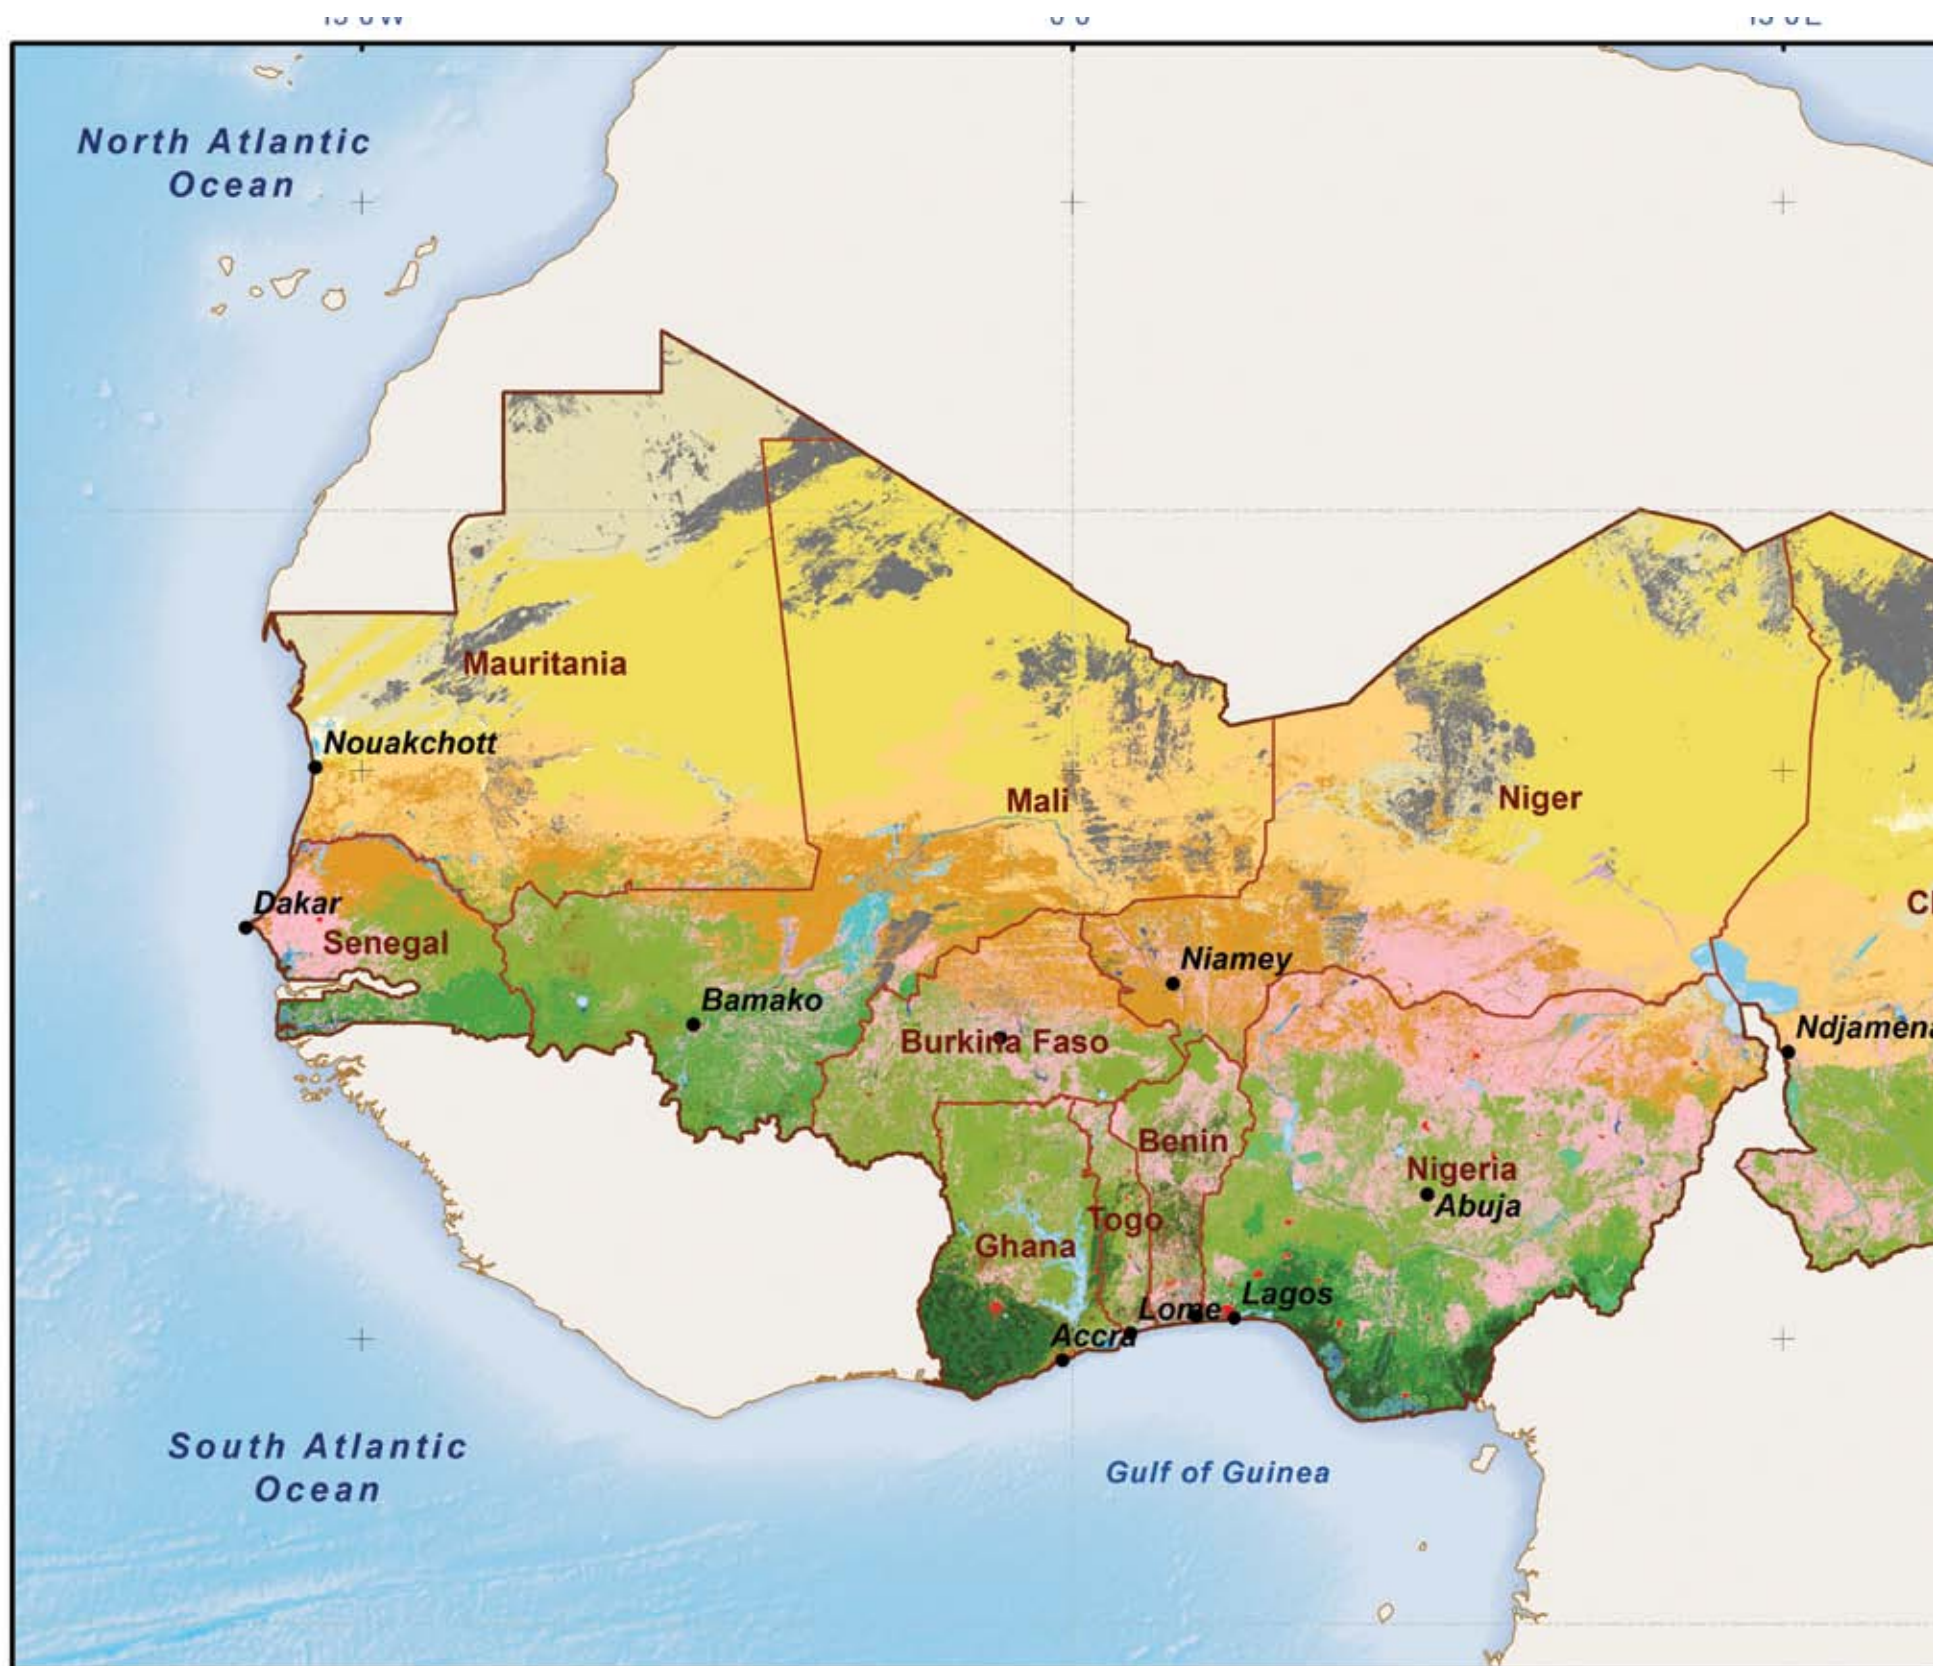 North Atlantic
Ocean
Mauritania
Nouakchott
Mali
Niger
Dakar
Senegal
Niamey
Bamako
Ndjamena
Burkina Faso
Benin
Nigeria
Abuja
Togo
Ghana
Lagos
Lome
Accra
South Atlantic
Ocean
Gulf of Guinea